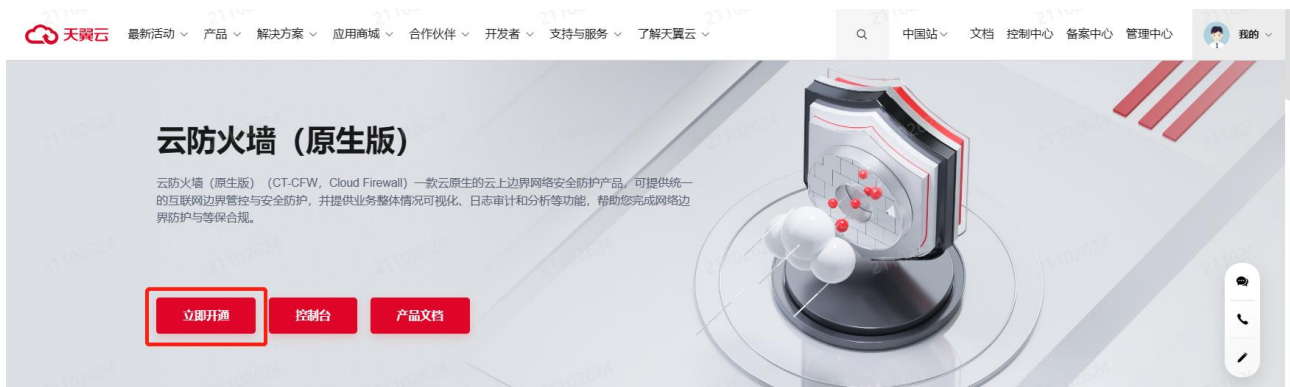 天翼云 最新活动 产品 解决方案 应用商城 合作伙伴 开发者 支持与服务 了解天翼云 中国站 文档 控制中心 备案中心 管理中心 我的
云防火墙（原生版）
云防火墙（原生版）（CT-CFW，Cloud Firewall）一款云原生的云上边界网络安全防护产品，可提供统一
的互联网边界管控与安全防护，并提供业务整体情况可视化、日志审计和分析等功能，帮助您完成网络边
界防护与等保合规。
立即开通 控制台 产品文档
21102624